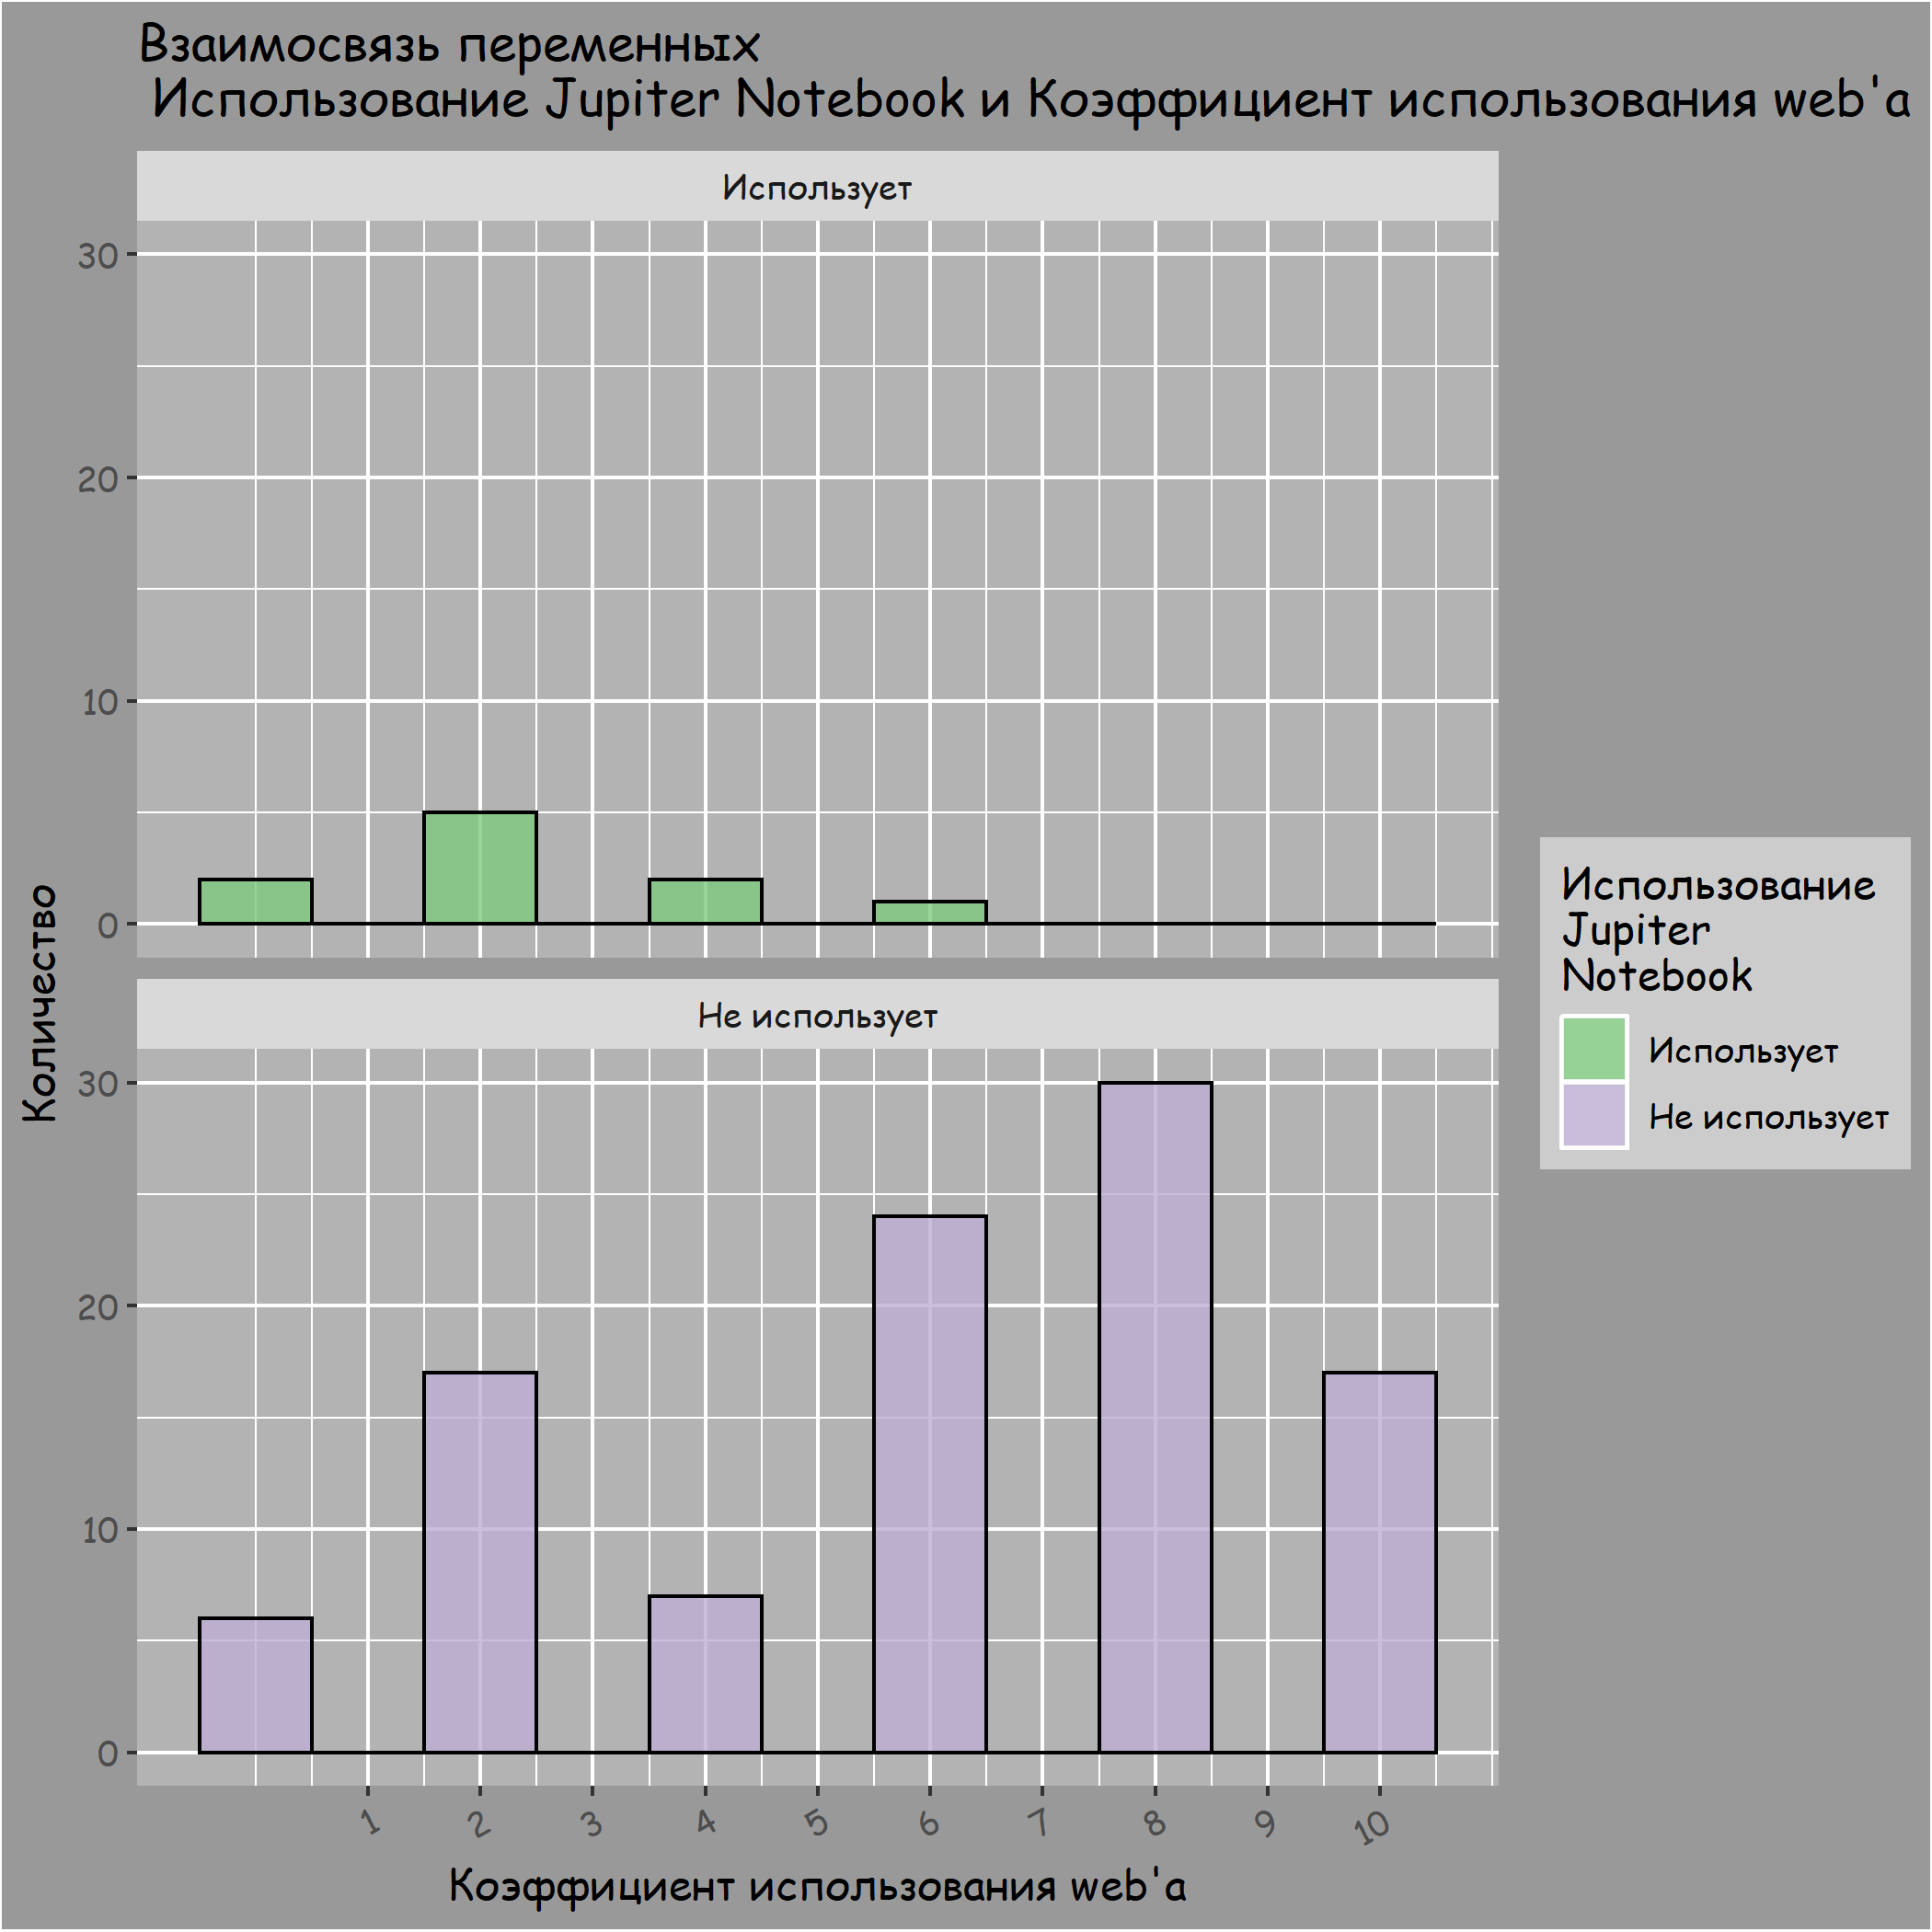 Взаимосвязь переменных
Использование Jupiter Notebook и Коэффициент использования web'а
Использует
30
20
10
0
Не использует
30
20
10
0
1 2 3 4 5 6 7 8 9 10
Коэффициент использования web'а
Количество
Использование
Jupiter
Notebook
Использует
Не использует